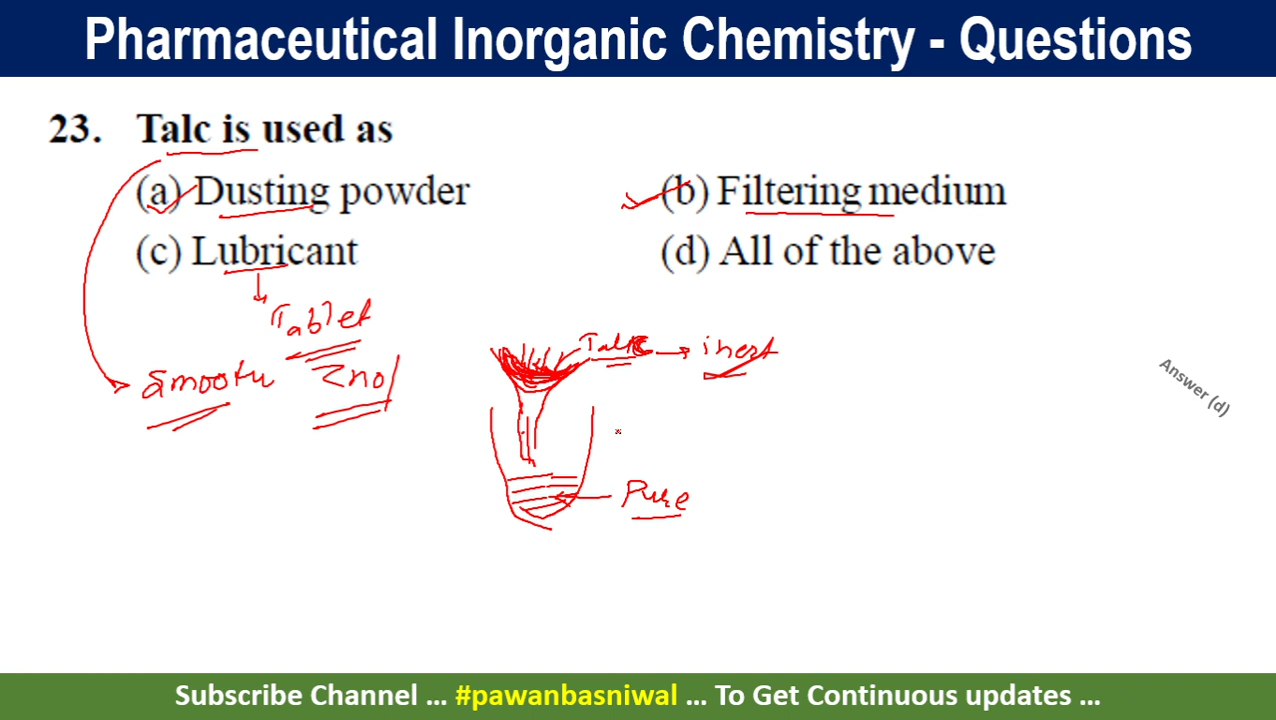 Pharmaceutical Inorganic Chemistry - Questions
23. Talc is used as
(a) Dusting powder (b) Filtering medium
(c) Lubricant (d) All of the above
Tablet
Smooth ZnO
Talc → inert
Answer (d)
Pure
Subscribe Channel ... #pawanbasniwal ... To Get Continuous updates ...